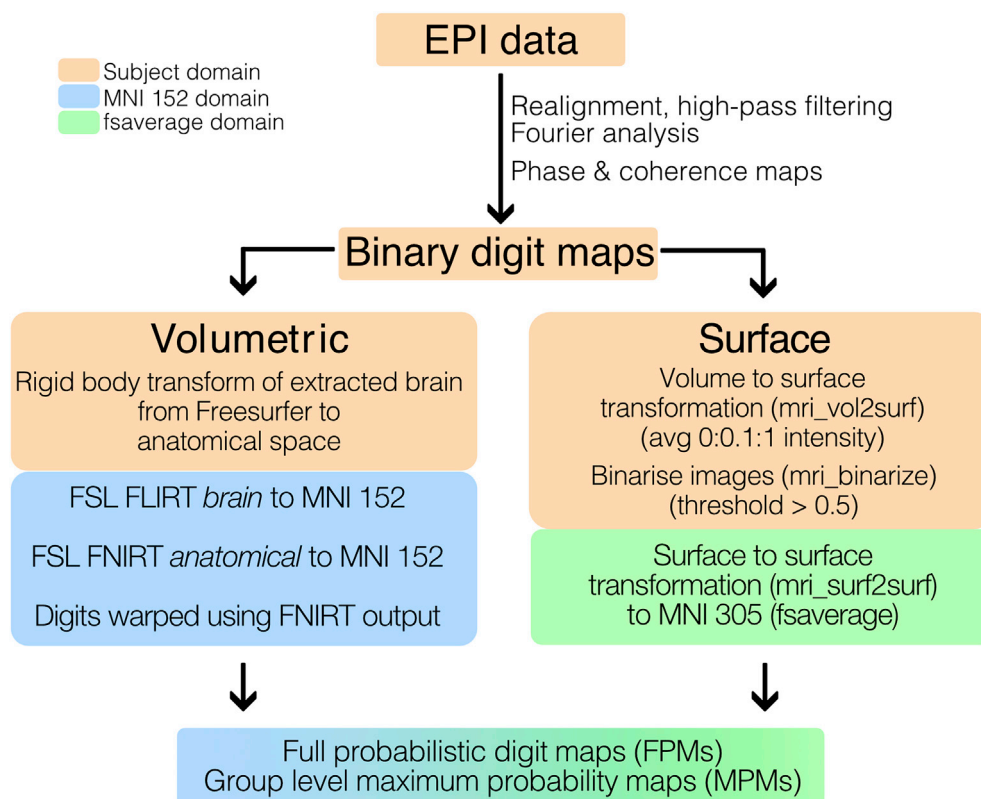 EPI data
Subject domain
MNI 152 domain
fsaverage domain
Realignment, high-pass filtering
Fourier analysis
Phase & coherence maps
Binary digit maps
Volumetric
Rigid body transform of extracted brain
from Freesurfer to
anatomical space
FSL FLIRT brain to MNI 152
FSL FNIRT anatomical to MNI 152
Digits warped using FNIRT output
Surface
Volume to surface
transformation (mri_vol2surf)
(avg 0:0.1:1 intensity)
Binarise images (mri_binarize)
(threshold > 0.5)
Surface to surface
transformation (mri_surf2surf)
to MNI 305 (fsaverage)
Full probabilistic digit maps (FPMs)
Group level maximum probability maps (MPMs)